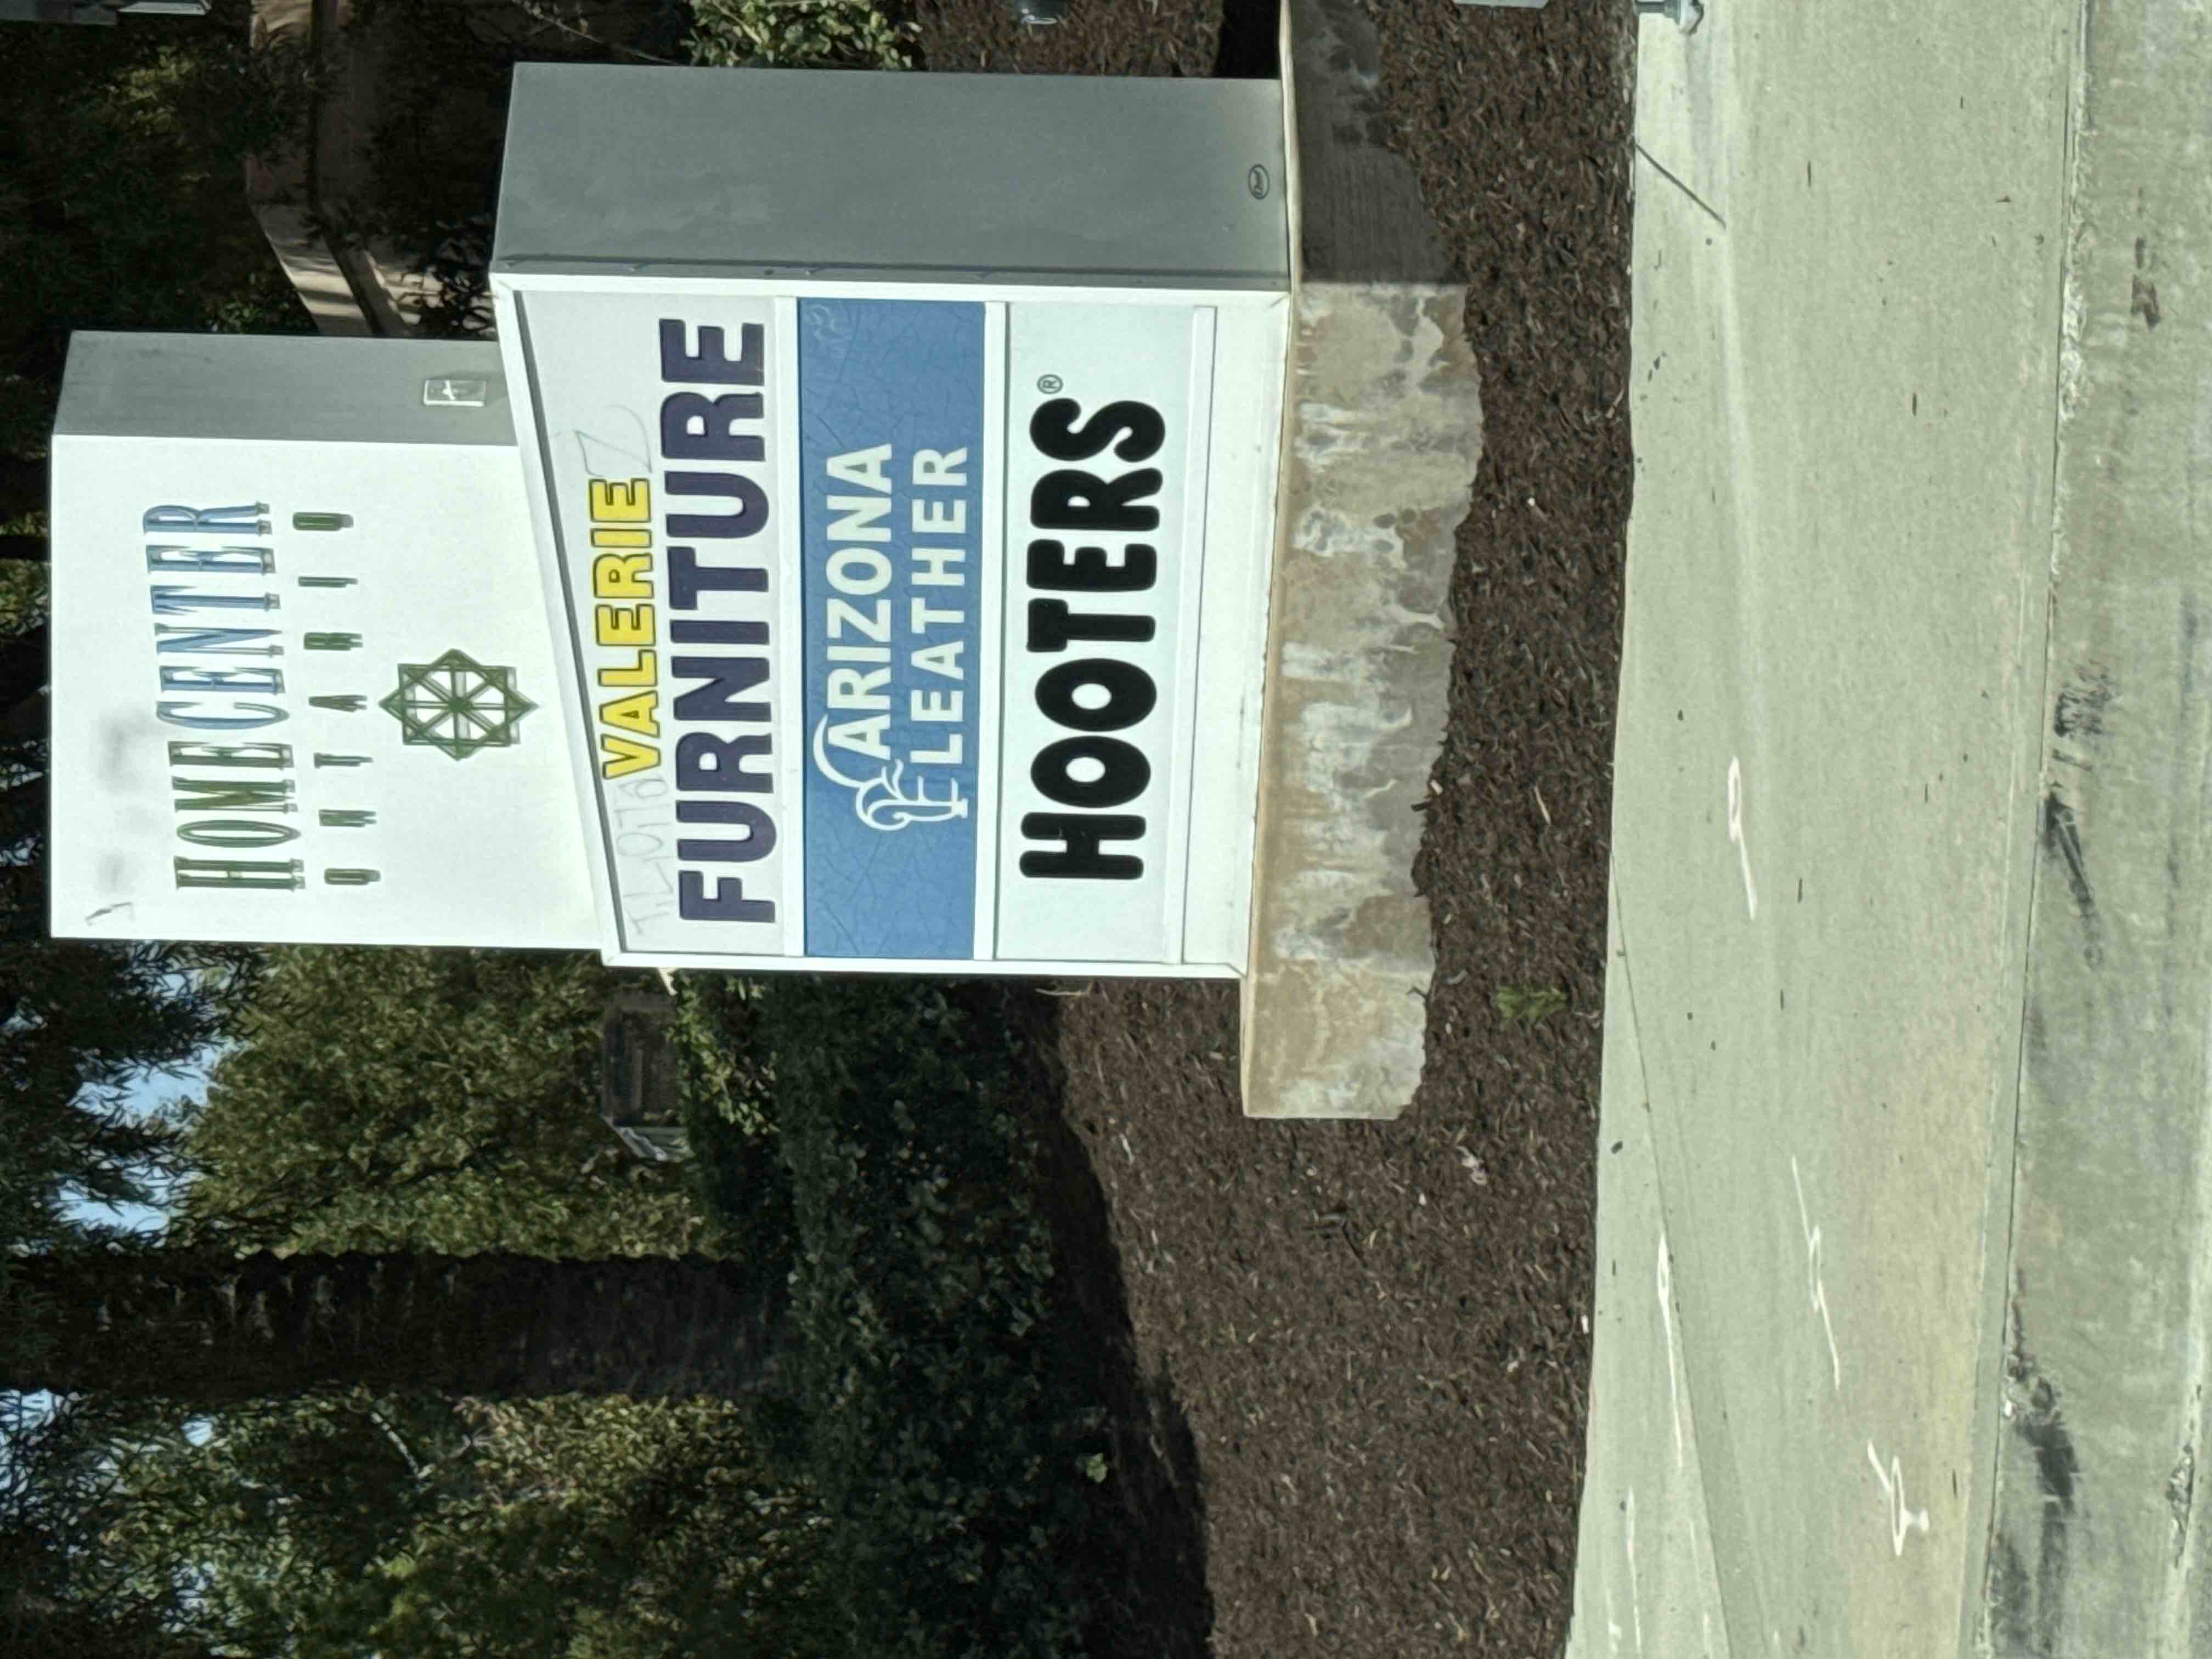 HOME CENTER
ONTARIO
VALERIE
FURNITURE
ARIZONA
LEATHER
HOOTERS®